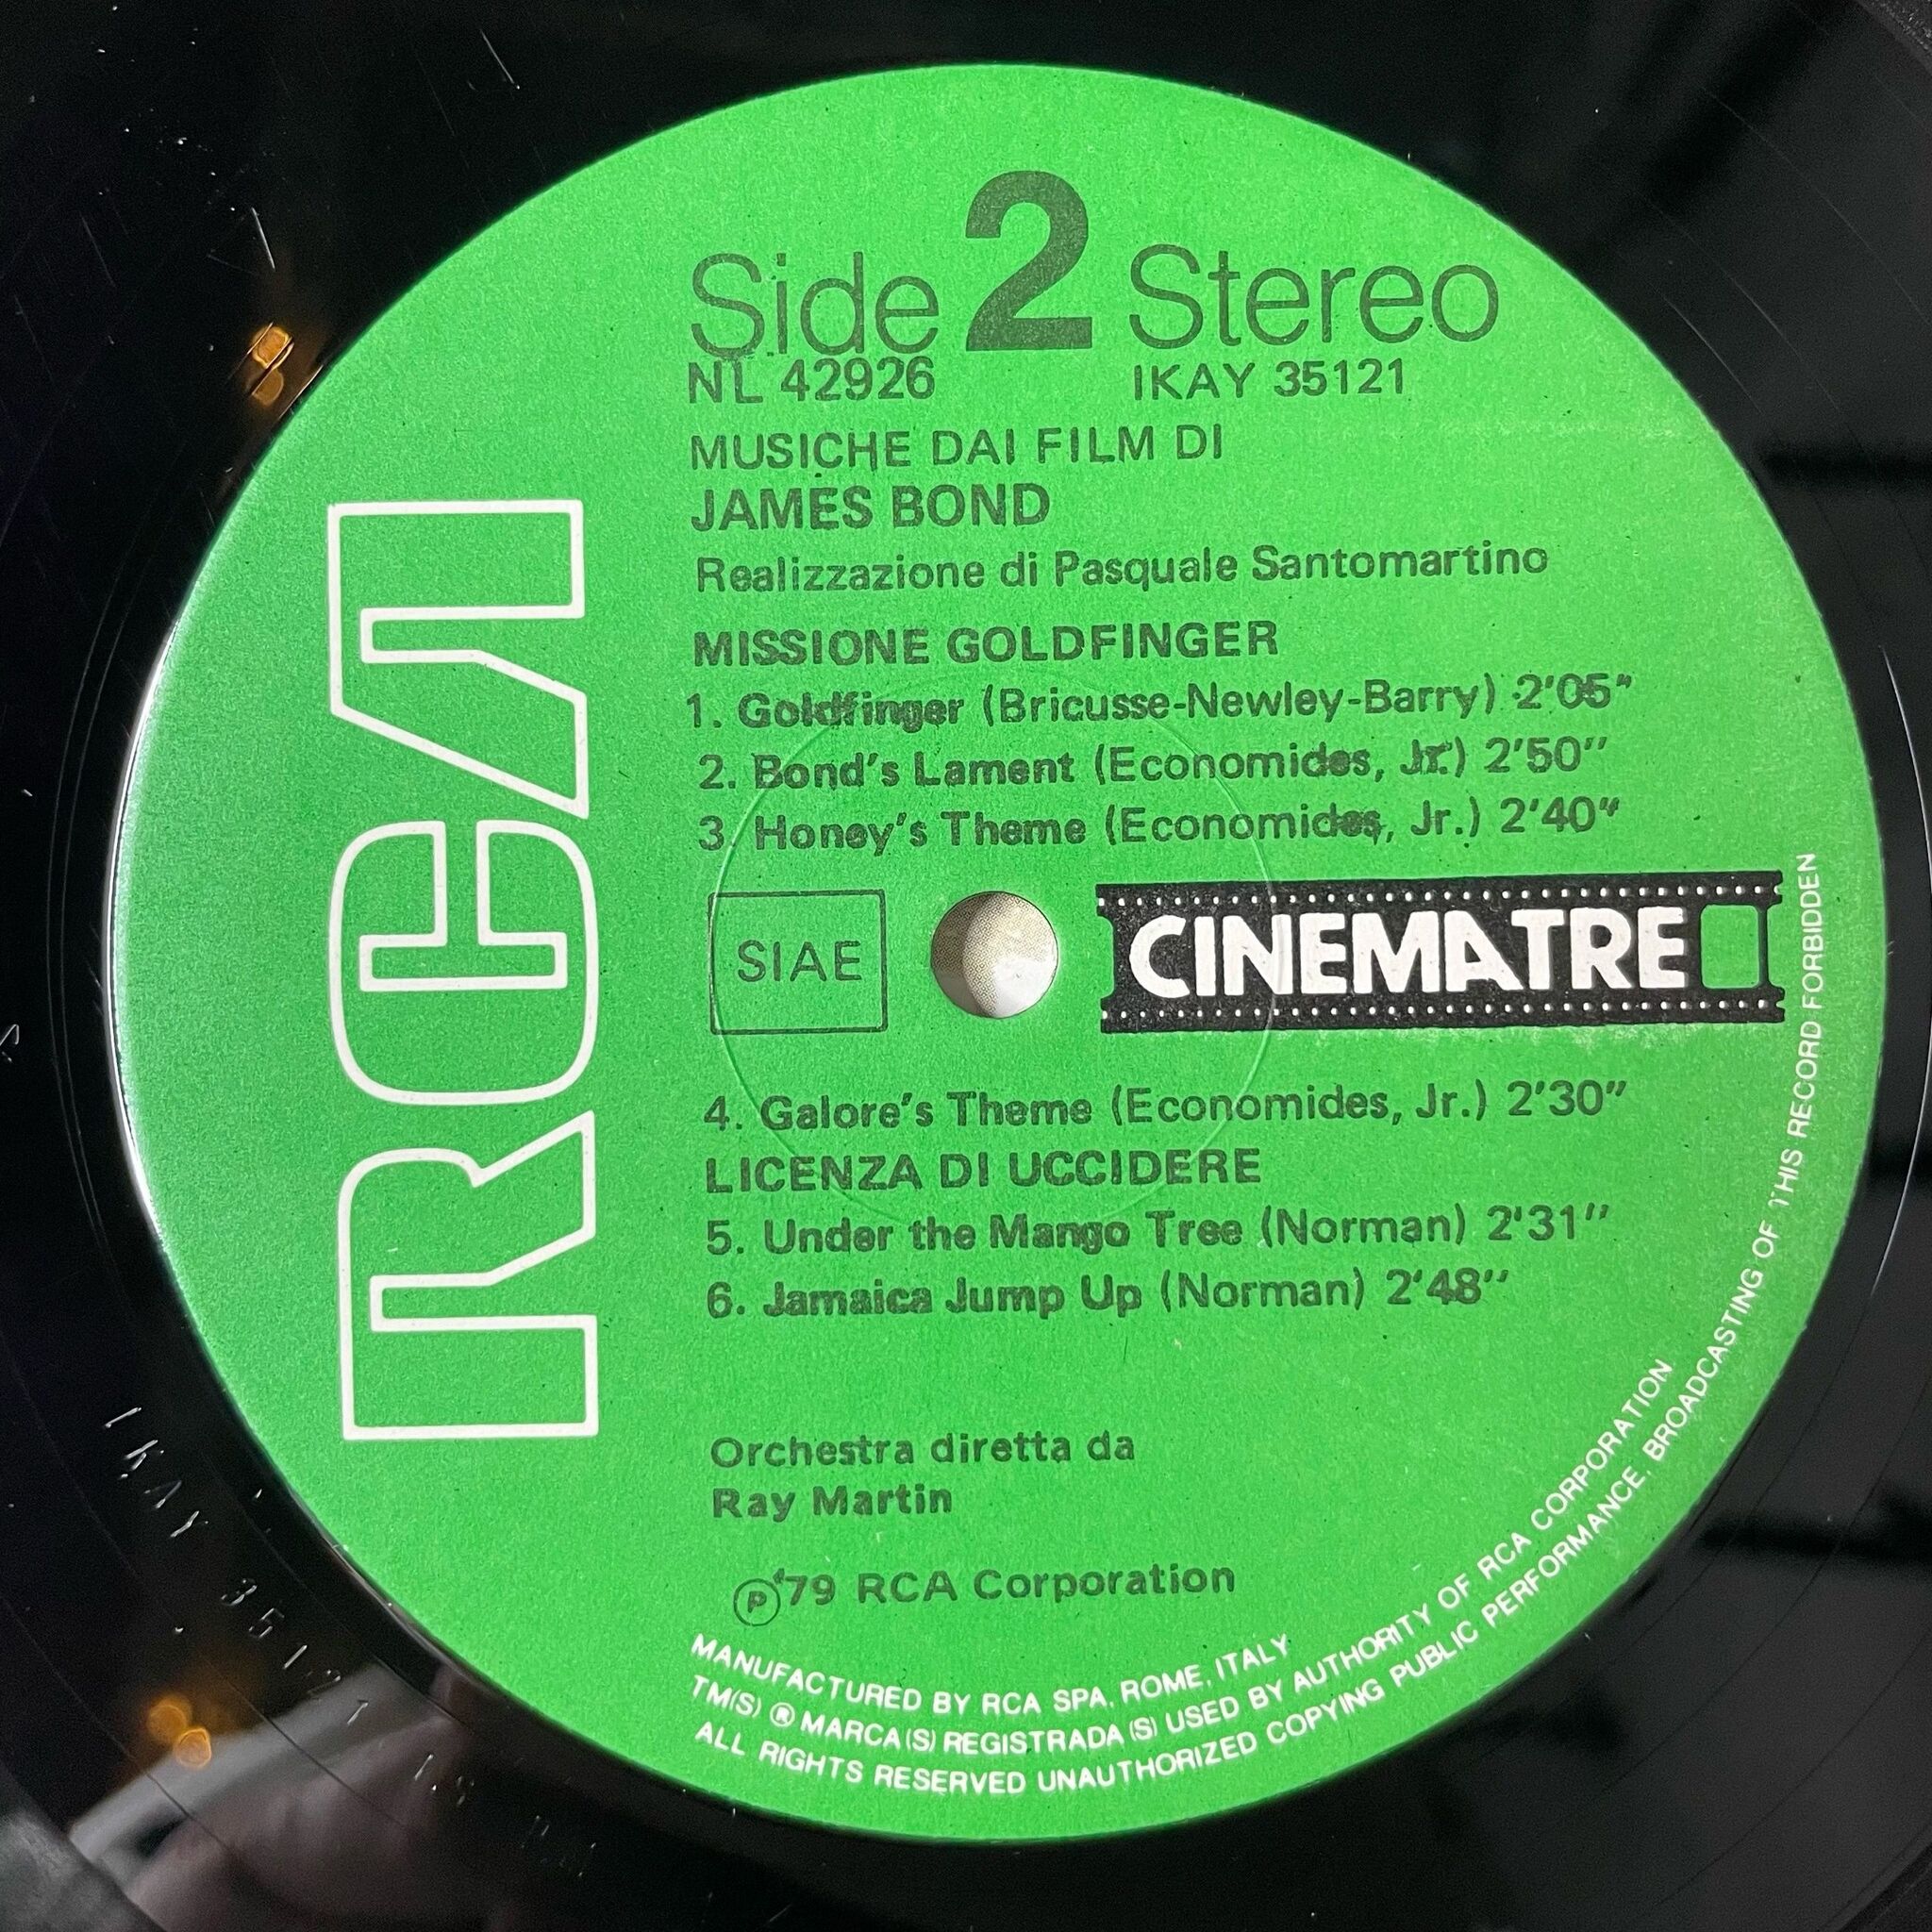 Side 2 Stereo
NL 42926 IKAY 35121
MUSICHE DAI FILM DI
JAMES BOND
Realizzazione di Pasquale Santomartino
MISSIONE GOLDFINGER
1. Goldfinger (Bricusse-Newley-Barry) 2'05"
2. Bond's Lament (Economides, Jr.) 2'50"
3. Honey's Theme (Economides, Jr.) 2'40"
SIAE
CINEMATRE
4. Galore's Theme (Economides, Jr.) 2'30"
LICENZA DI UCCIDERE
5. Under the Mango Tree (Norman) 2'31"
6. Jamaica Jump Up (Norman) 2'48"
Orchestra diretta da
Ray Martin
℗ '79 RCA Corporation
RCA
MANUFACTURED BY RCA SPA, ROME, ITALY
TM(S) ® MARCA(S) REGISTRADA(S) USED BY AUTHORITY OF RCA CORPORATION
ALL RIGHTS RESERVED UNAUTHORIZED COPYING PUBLIC PERFORMANCE, BROADCASTING OF THIS RECORD FORBIDDEN
IKAY 35121